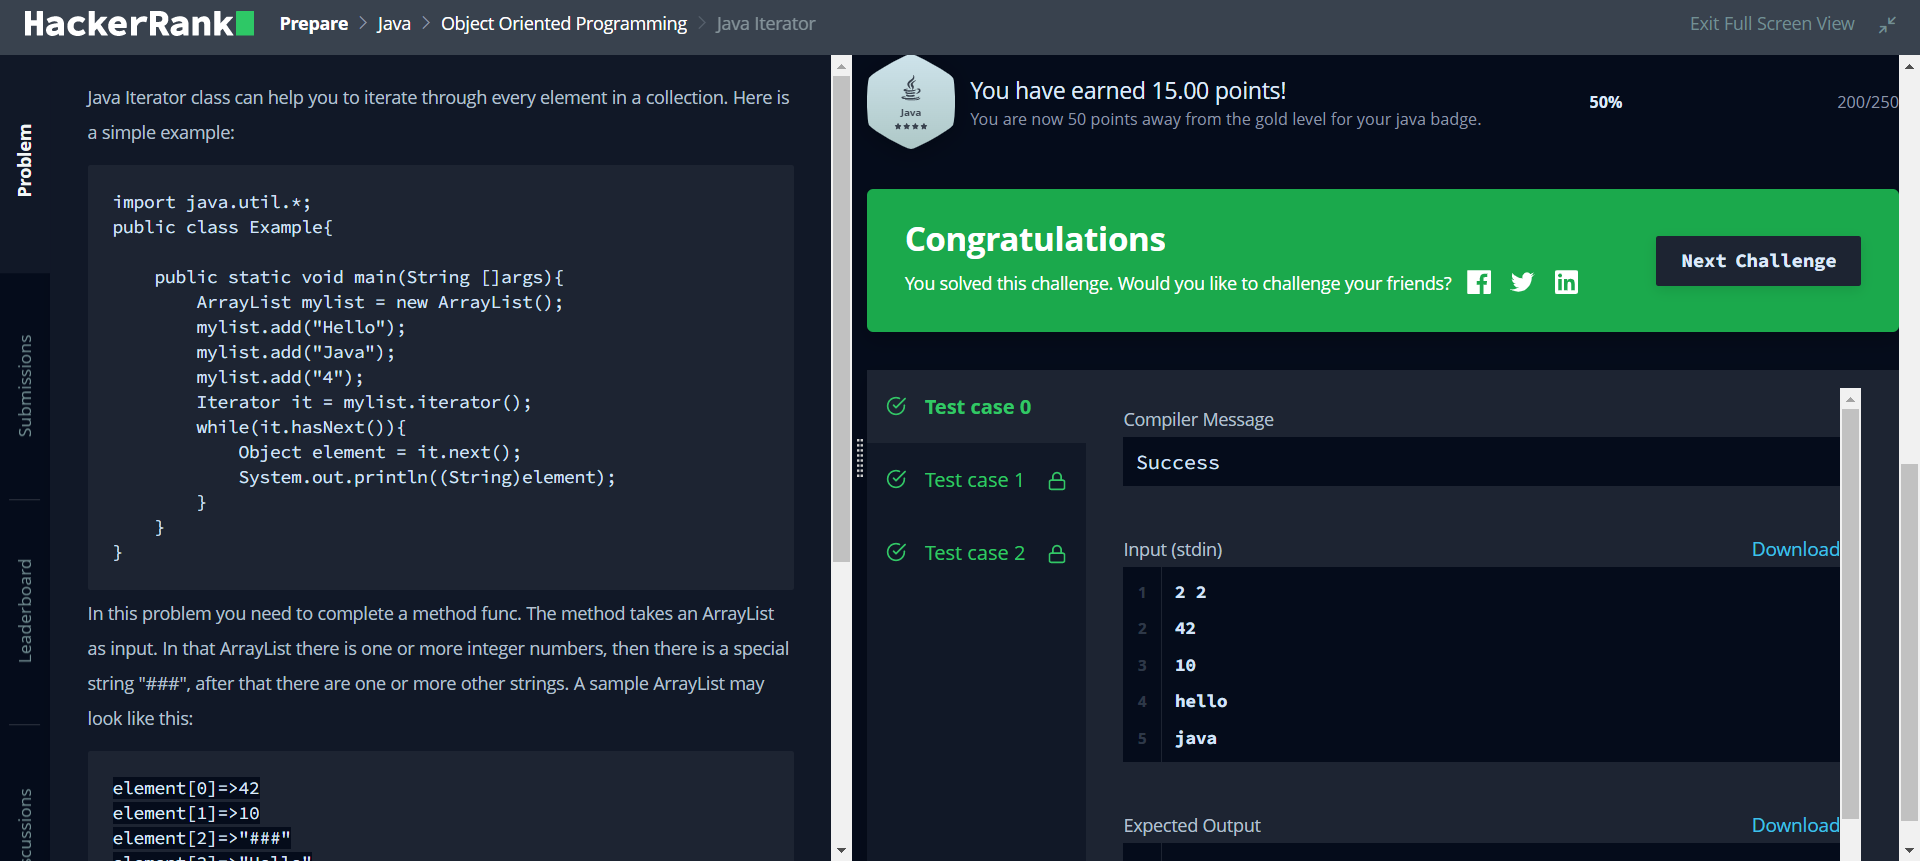 HackerRank
Prepare > Java > Object Oriented Programming > Java Iterator
Exit Full Screen View
Problem
Submissions
Leaderboard
Java Iterator class can help you to iterate through every element in a collection. Here is
a simple example:
import java.util.*;
public class Example{
public static void main(String []args){
ArrayList mylist = new ArrayList();
mylist.add("Hello");
mylist.add("Java");
mylist.add("4");
Iterator it = mylist.iterator();
while(it.hasNext()){
Object element = it.next();
System.out.println((String)element);
}
}
}
In this problem you need to complete a method func. The method takes an ArrayList
as input. In that ArrayList there is one or more integer numbers, then there is a special
string "###", after that there are one or more other strings. A sample ArrayList may
look like this:
element[0]=>42
element[1]=>10
element[2]=>"###"
Java
You have earned 15.00 points!
You are now 50 points away from the gold level for your java badge.
50%
200/250
Congratulations
You solved this challenge. Would you like to challenge your friends?
Next Challenge
Test case 0
Test case 1
Test case 2
Compiler Message
Success
Input (stdin)
Download
1 2 2
2 42
3 10
4 hello
5 java
Expected Output
Download